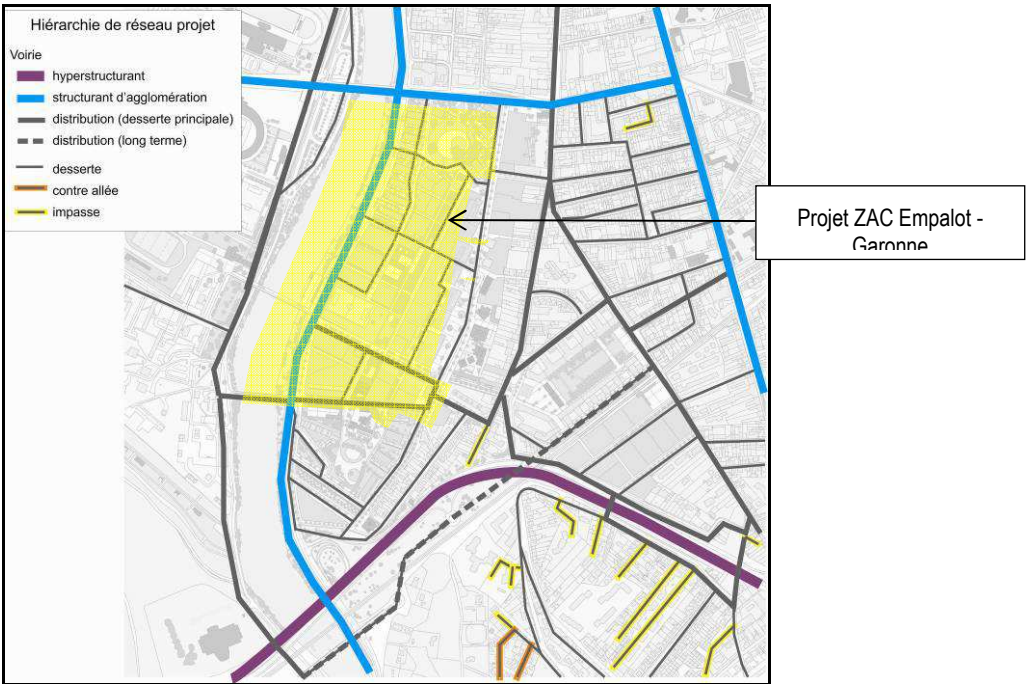 Hiérarchie de réseau projet
Voirie
hyperstructurant
structurant d'agglomération
distribution (desserte principale)
distribution (long terme)
desserte
contre allée
impasse
Projet ZAC Empalot -
Garonne